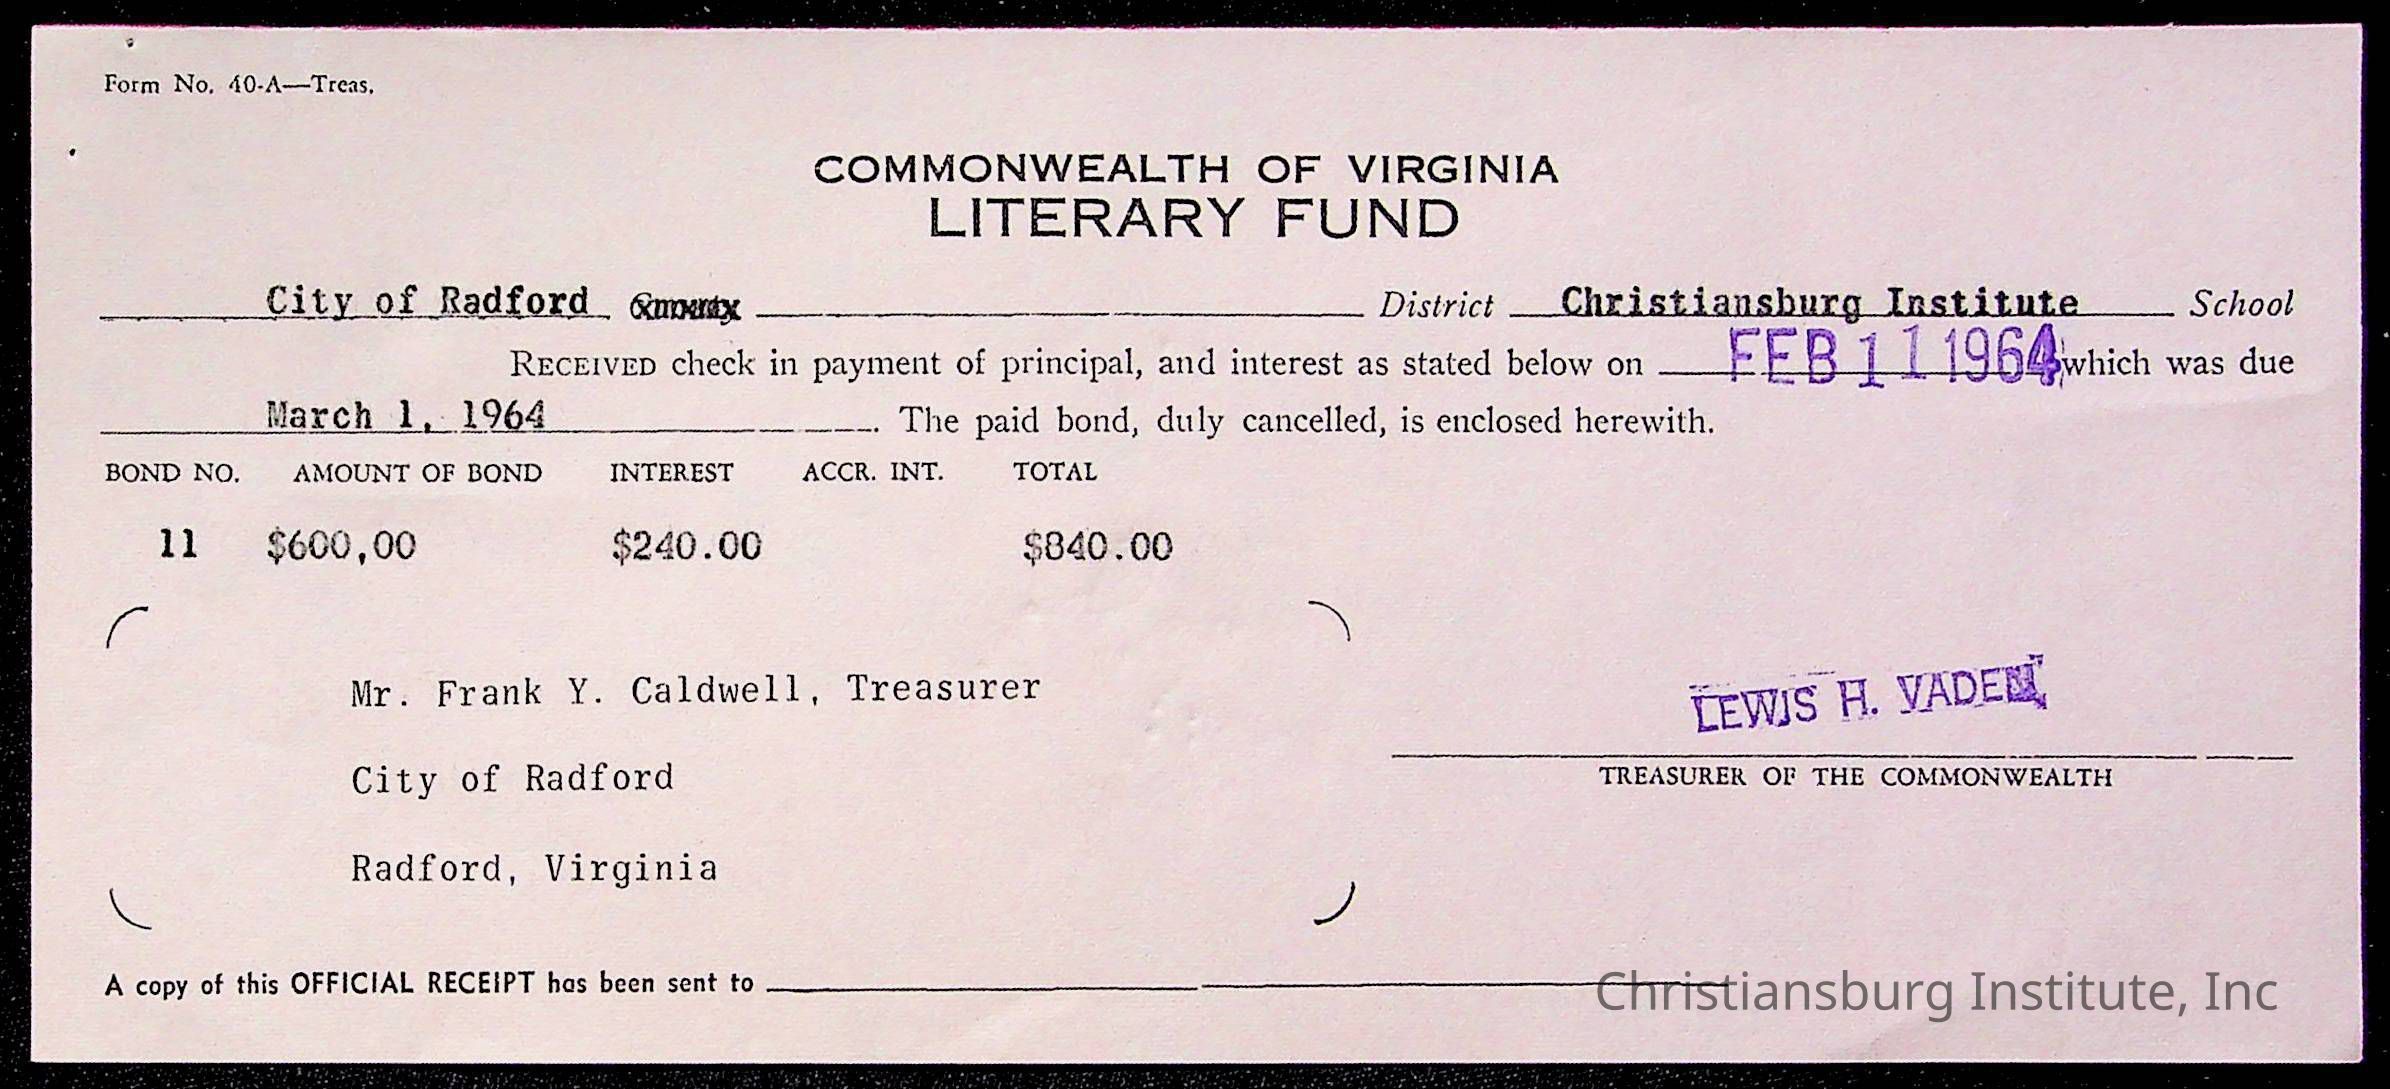 Form No. 40-A—Treas.
COMMONWEALTH OF VIRGINIA
LITERARY FUND
City of Radford County District Christiansburg Institute School
RECEIVED check in payment of principal, and interest as stated below on FEB 11 1964 which was due
March 1, 1964. The paid bond, duly cancelled, is enclosed herewith.
BOND NO. AMOUNT OF BOND INTEREST ACCR. INT. TOTAL
11 $600,00 $240.00 $840.00
Mr. Frank Y. Caldwell, Treasurer
LEWIS H. VADEN,
City of Radford
TREASURER OF THE COMMONWEALTH
Radford, Virginia
A copy of this OFFICIAL RECEIPT has been sent to
Christiansburg Institute, Inc